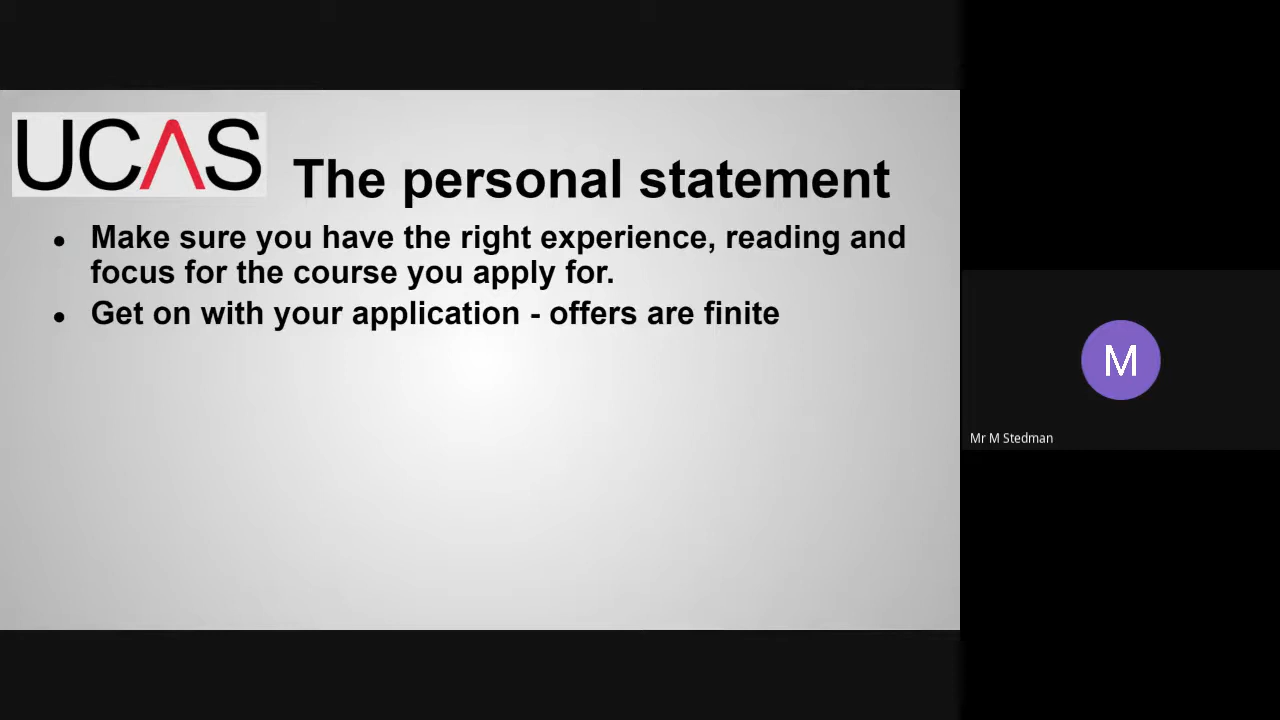 UCAS
The personal statement
● Make sure you have the right experience, reading and
focus for the course you apply for.
● Get on with your application - offers are finite
M
Mr M Stedman